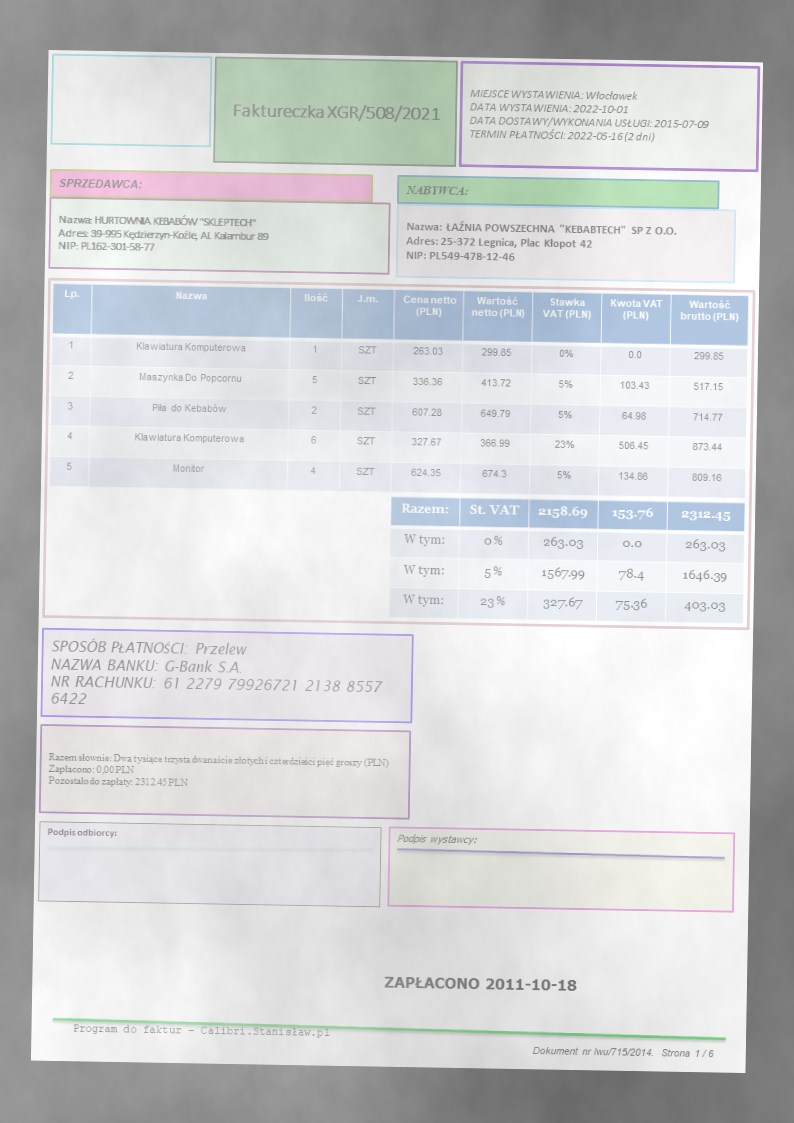 Faktureczka XGR/508/2021
MIEJSCE WYSTAWIENIA: Włocławek
DATA WYSTAWIENIA: 2022-10-01
DATA DOSTAWY/WYKONANIA USŁUGI: 2015-07-09
TERMIN PŁATNOŚCI: 2022-05-16 (2 dni)
SPRZEDAWCA:
Nazwa: HURTOWNIA KEBABÓW "SKLEPTECH"
Adres: 39-995 Kędzierzyn-Koźle, Al. Kalambur 89
NIP: PL162-301-58-77
NABYWCA:
Nazwa: ŁAŹNIA POWSZECHNA "KEBABTECH" SP Z O.O.
Adres: 25-372 Legnica, Plac Kłopot 42
NIP: PL549-478-12-46
Lp. Nazwa Ilość J.m. Cena netto (PLN) Wartość netto (PLN) Stawka VAT (PLN) Kwota VAT (PLN) Wartość brutto (PLN)
1 Klawiatura Komputerowa 1 SZT 263.03 299.85 0% 0.0 299.85
2 Maszynka Do Popcornu 5 SZT 336.36 413.72 5% 103.43 517.15
3 Piła do Kebabów 2 SZT 607.28 649.79 5% 64.98 714.77
4 Klawiatura Komputerowa 6 SZT 327.67 366.99 23% 506.45 873.44
5 Monitor 4 SZT 624.35 674.3 5% 134.86 809.16
Razem: St. VAT 2158.69 153.76 2312.45
W tym: 0% 263.03 0.0 263.03
W tym: 5% 1567.99 78.4 1646.39
W tym: 23% 327.67 75.36 403.03
SPOSÓB PŁATNOŚCI: Przelew
NAZWA BANKU: G-Bank S.A.
NR RACHUNKU: 61 2279 79926721 2138 8557
6422
Razem słownie: Dwa tysiące trzysta dwanaście złotych i czterdzieści pięć groszy (PLN)
Zapłacono: 0,00 PLN
Pozostało do zapłaty: 2312.45 PLN
Podpis odbiorcy:
Podpis wystawcy:
ZAPŁACONO 2011-10-18
Program do faktur - Calibri.Stanisław.pl
Dokument nr lwu/715/2014. Strona 1 / 6